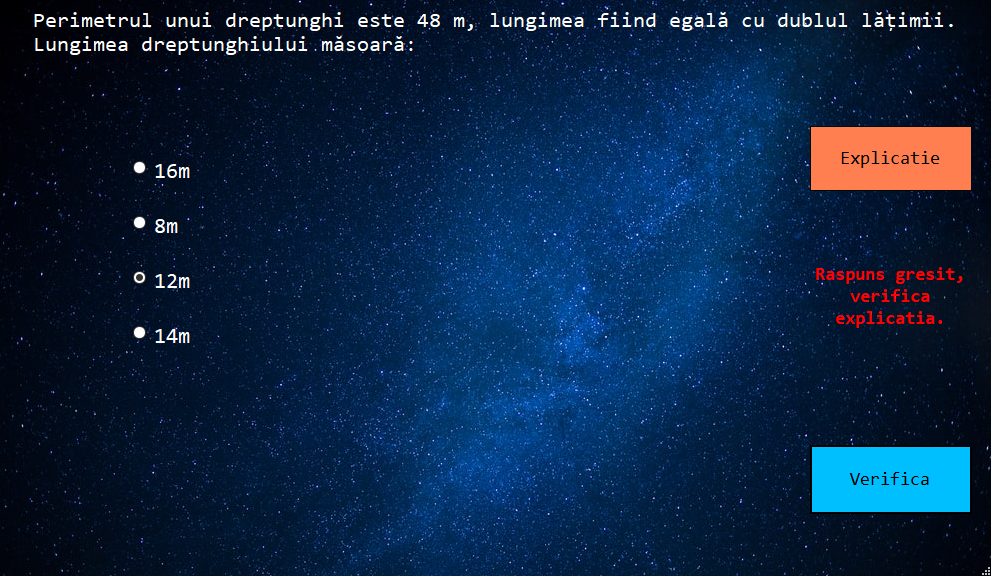 Perimetrul unui dreptunghi este 48 m, lungimea fiind egală cu dublul lățimii.
Lungimea dreptunghiului măsoară:
16m
8m
12m
14m
Explicatie
Raspuns gresit,
verifica
explicatia.
Verifica